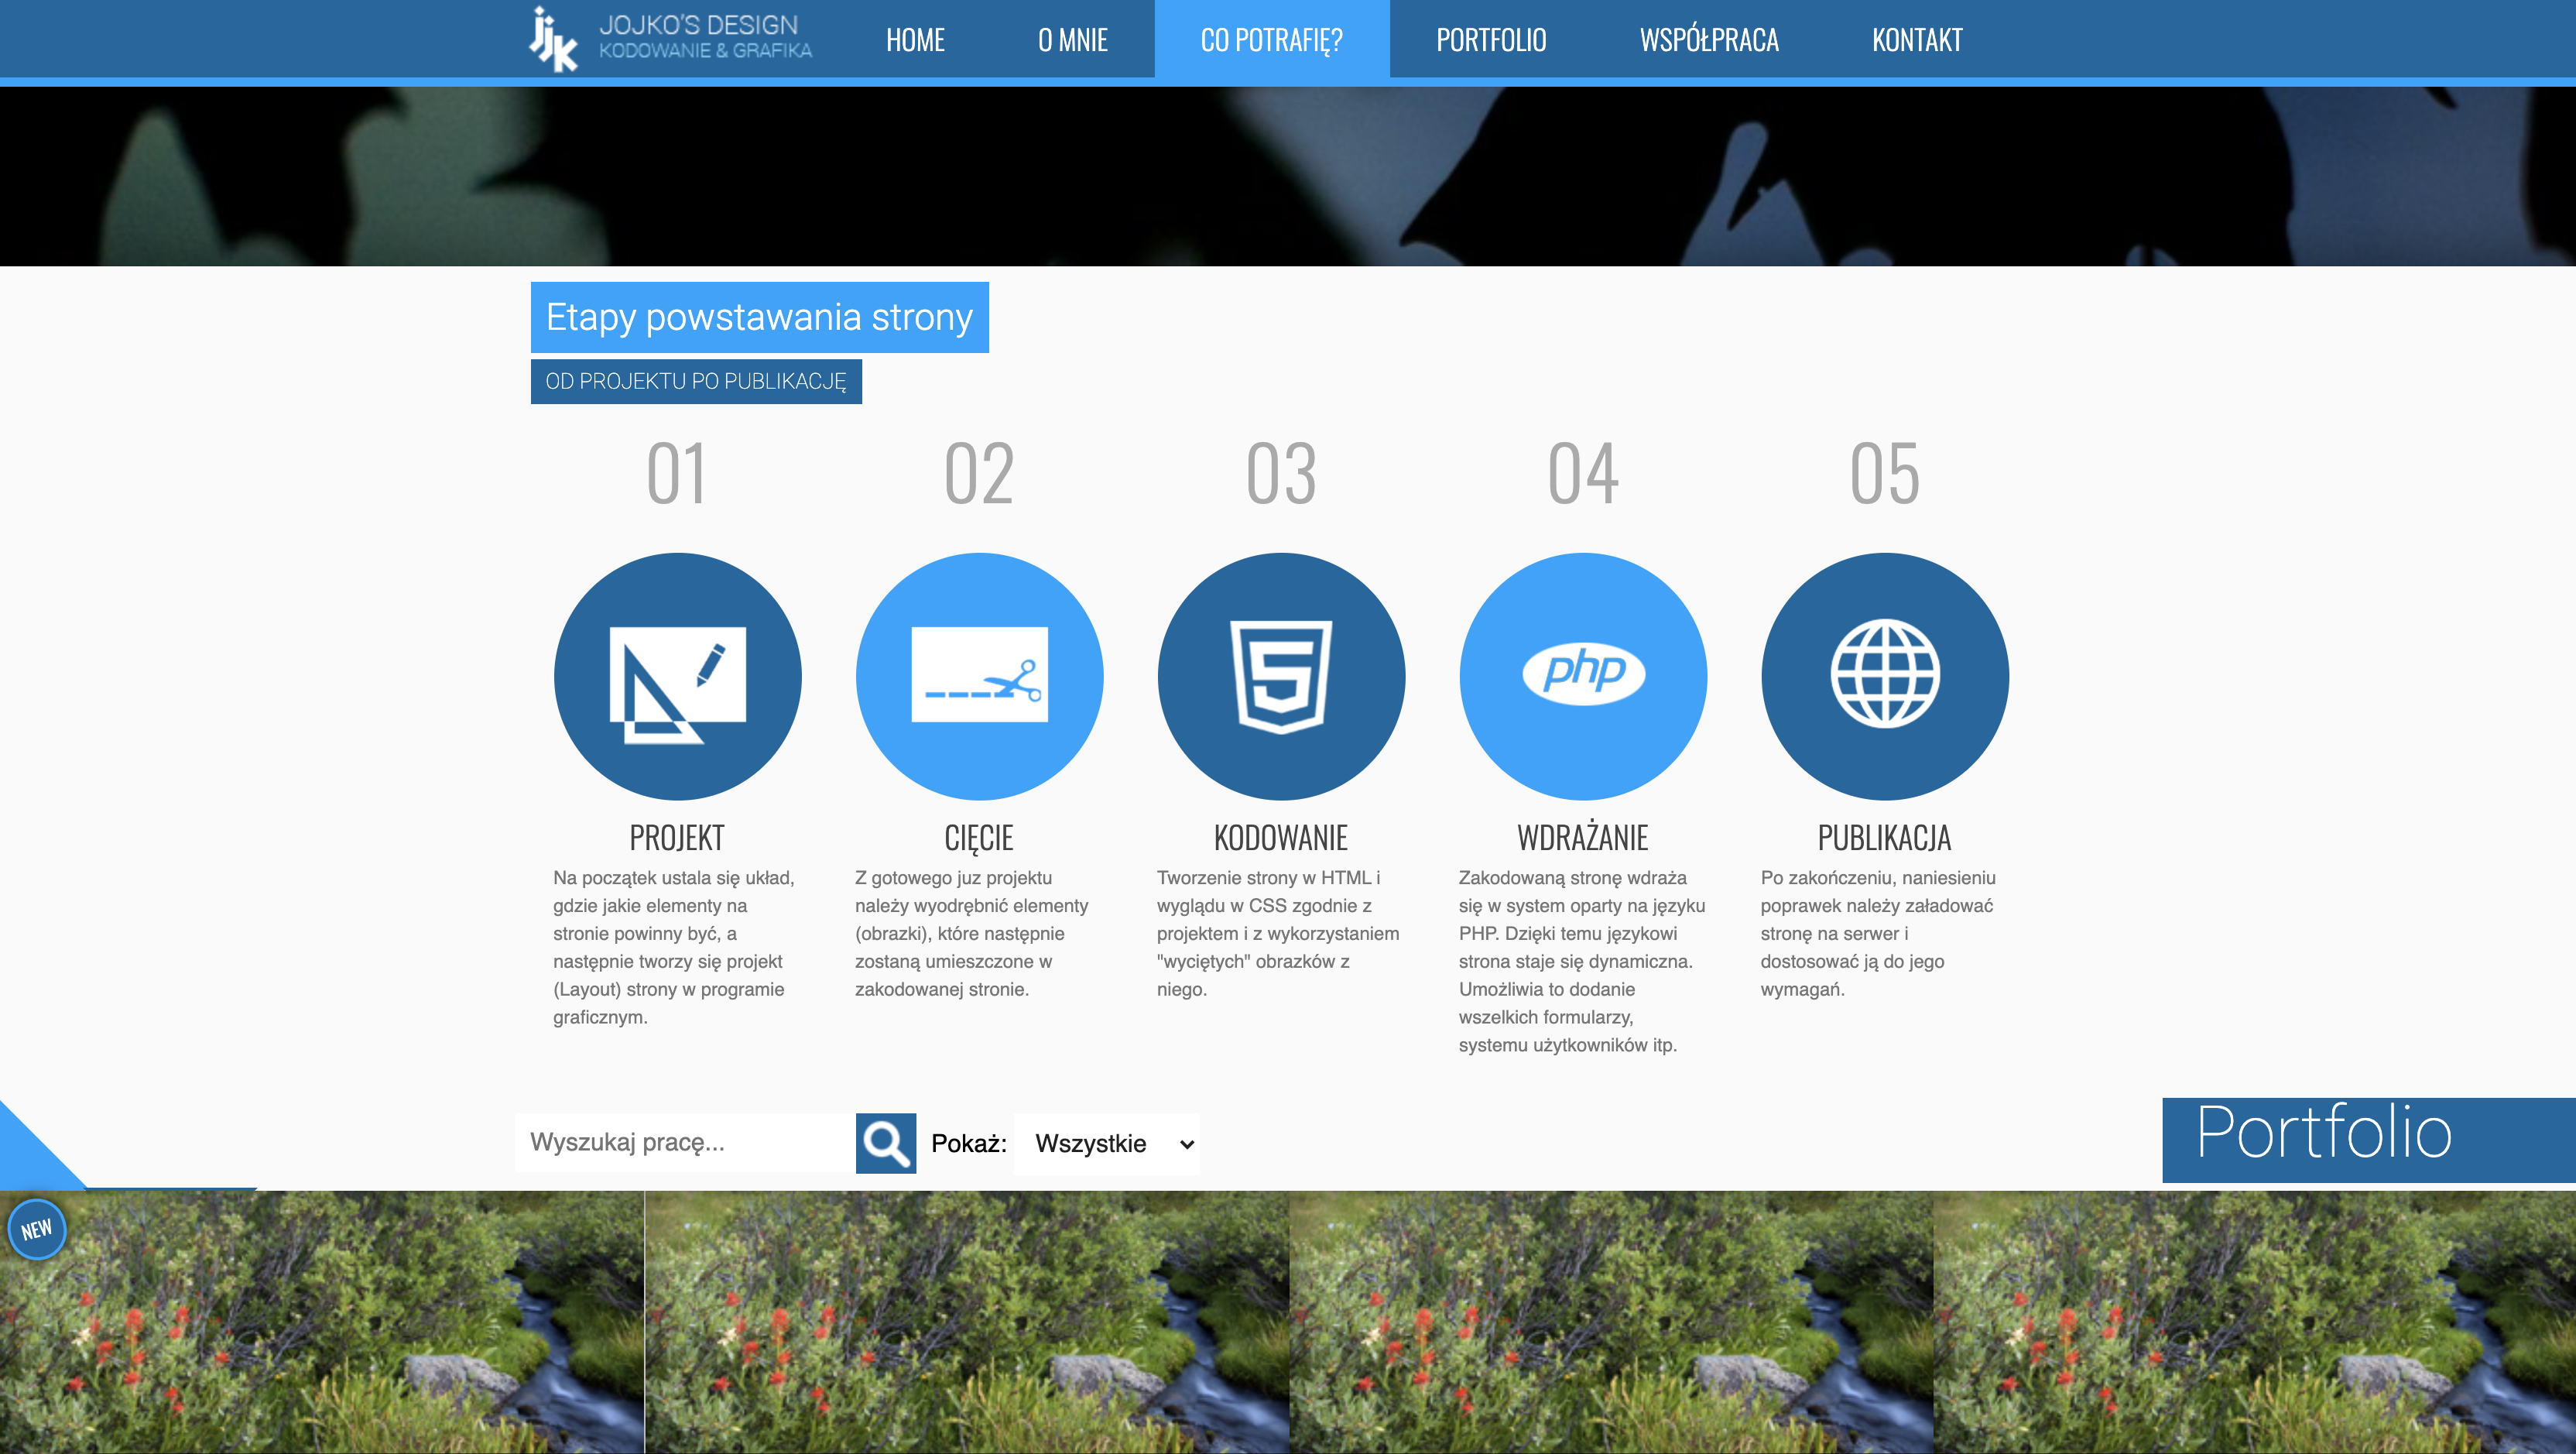 JOJKO'S DESIGN
KODOWANIE & GRAFIKA
HOME O MNIE CO POTRAFIĘ? PORTFOLIO WSPÓŁPRACA KONTAKT
Etapy powstawania strony
OD PROJEKTU PO PUBLIKACJĘ
01
PROJEKT
Na początek ustala się układ,
gdzie jakie elementy na
stronie powinny być, a
następnie tworzy się projekt
(Layout) strony w programie
graficznym.
02
CIĘCIE
Z gotowego juz projektu
należy wyodrębnić elementy
(obrazki), które następnie
zostaną umieszczone w
zakodowanej stronie.
03
KODOWANIE
Tworzenie strony w HTML i
wyglądu w CSS zgodnie z
projektem i z wykorzystaniem
"wyciętych" obrazków z
niego.
04
php
WDRAŻANIE
Zakodowaną stronę wdraża
się w system oparty na języku
PHP. Dzięki temu językowi
strona staje się dynamiczna.
Umożliwia to dodanie
wszelkich formularzy,
systemu użytkowników itp.
05
PUBLIKACJA
Po zakończeniu, naniesieniu
poprawek należy załadować
stronę na serwer i
dostosować ją do jego
wymagań.
Wyszukaj pracę... Pokaż: Wszystkie
Portfolio
NEW